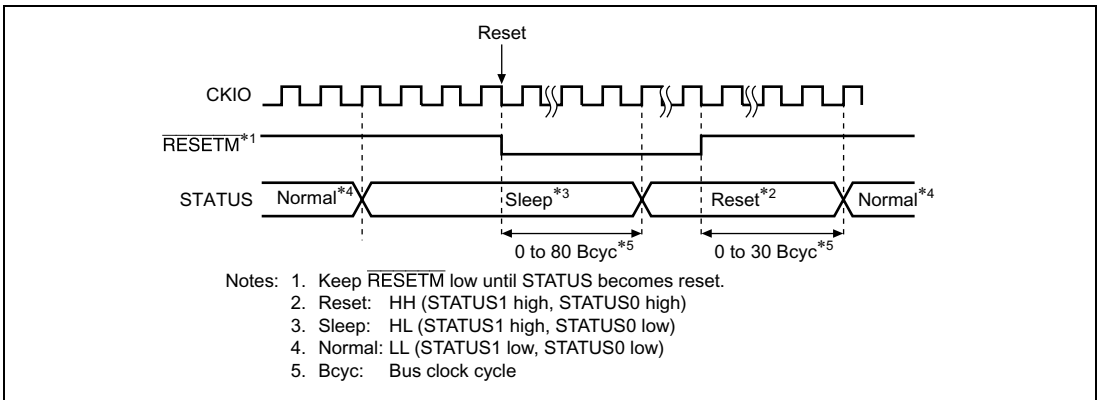 Reset
CKIO
RESETM*1
STATUS Normal*4 Sleep*3 Reset*2 Normal*4
0 to 80 Bcyc*5 0 to 30 Bcyc*5
Notes: 1. Keep RESETM low until STATUS becomes reset.
2. Reset: HH (STATUS1 high, STATUS0 high)
3. Sleep: HL (STATUS1 high, STATUS0 low)
4. Normal: LL (STATUS1 low, STATUS0 low)
5. Bcyc: Bus clock cycle